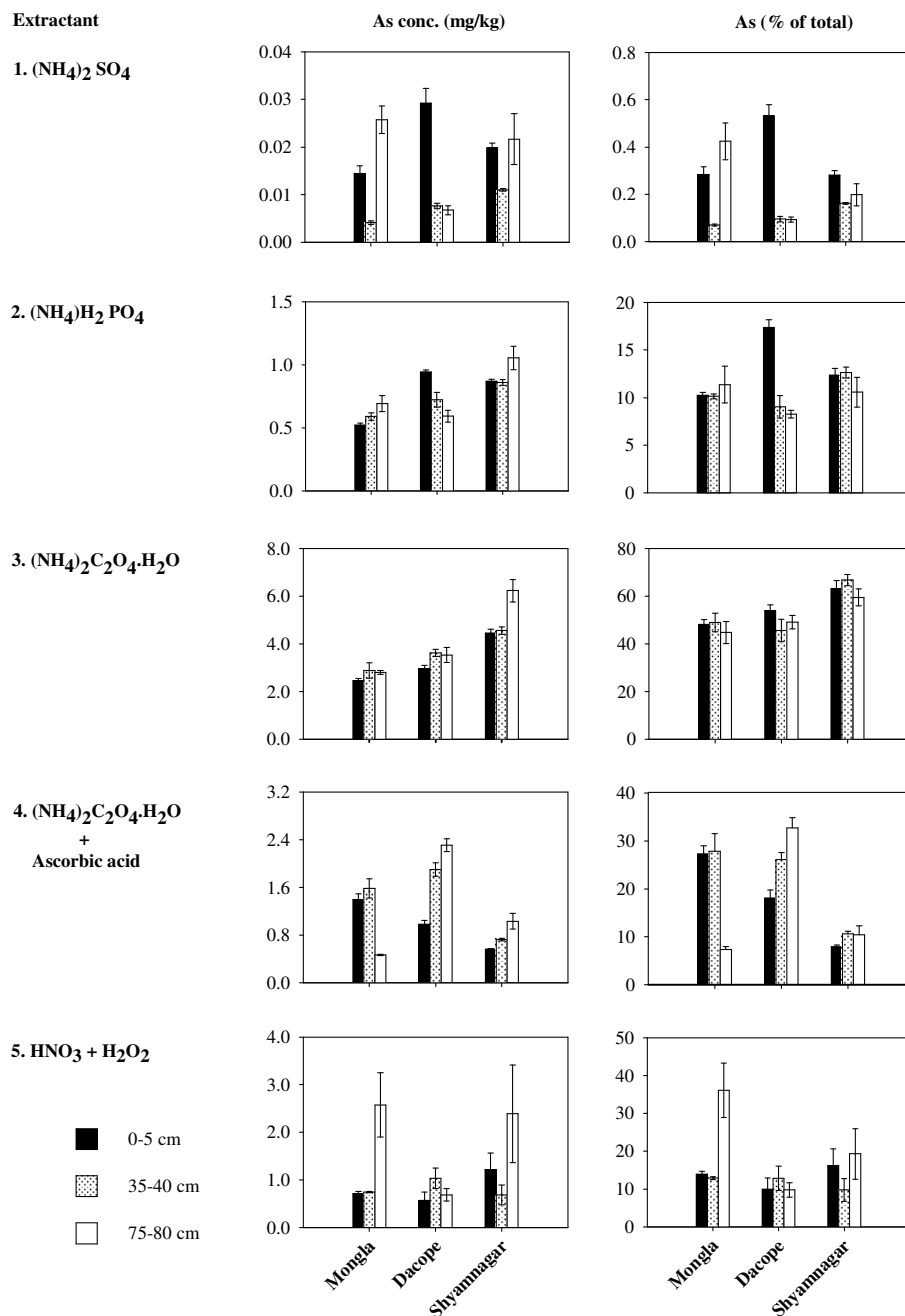 Extractant As conc. (mg/kg) As (% of total)
1. (NH4)2 SO4
0.04 0.8
0.03 0.6
0.02 0.4
0.01 0.2
0.00 0.0
2. (NH4)H2 PO4
1.5 20
1.0 15
0.5 10
0.0 5
0
3. (NH4)2C2O4.H2O
8.0 80
6.0 60
4.0 40
2.0 20
0.0 0
4. (NH4)2C2O4.H2O
+
Ascorbic acid
3.2 40
2.4 30
1.6 20
0.8 10
0.0 0
5. HNO3 + H2O2
4.0 50
3.0 40
2.0 30
1.0 20
0.0 10
0
0-5 cm
35-40 cm
75-80 cm
Mongla Dacope Shyamnagar Mongla Dacope Shyamnagar